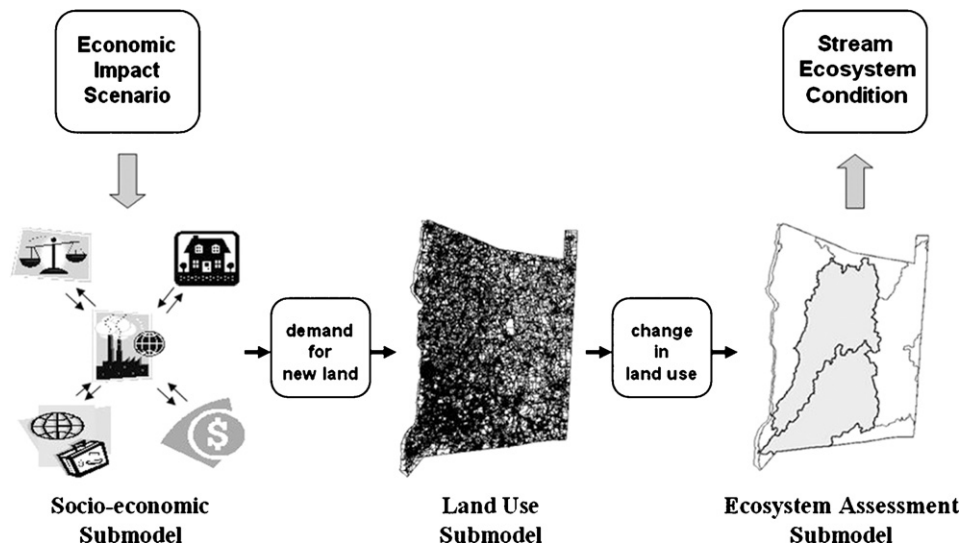 Economic
Impact
Scenario
Stream
Ecosystem
Condition
$
demand
for
new land
change
in
land use
Socio-economic
Submodel
Land Use
Submodel
Ecosystem Assessment
Submodel